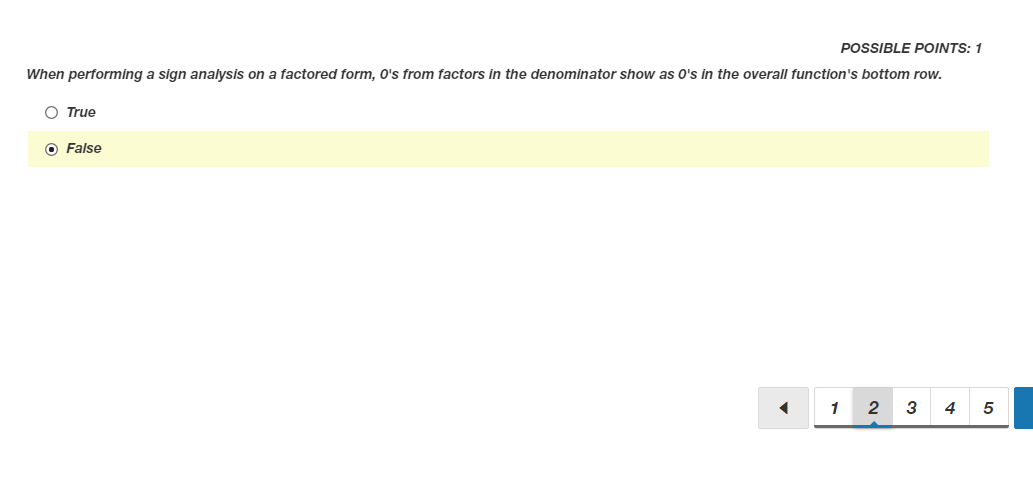 POSSIBLE POINTS: 1
When performing a sign analysis on a factored form, 0's from factors in the denominator show as 0's in the overall function's bottom row.
True
False
1 2 3 4 5